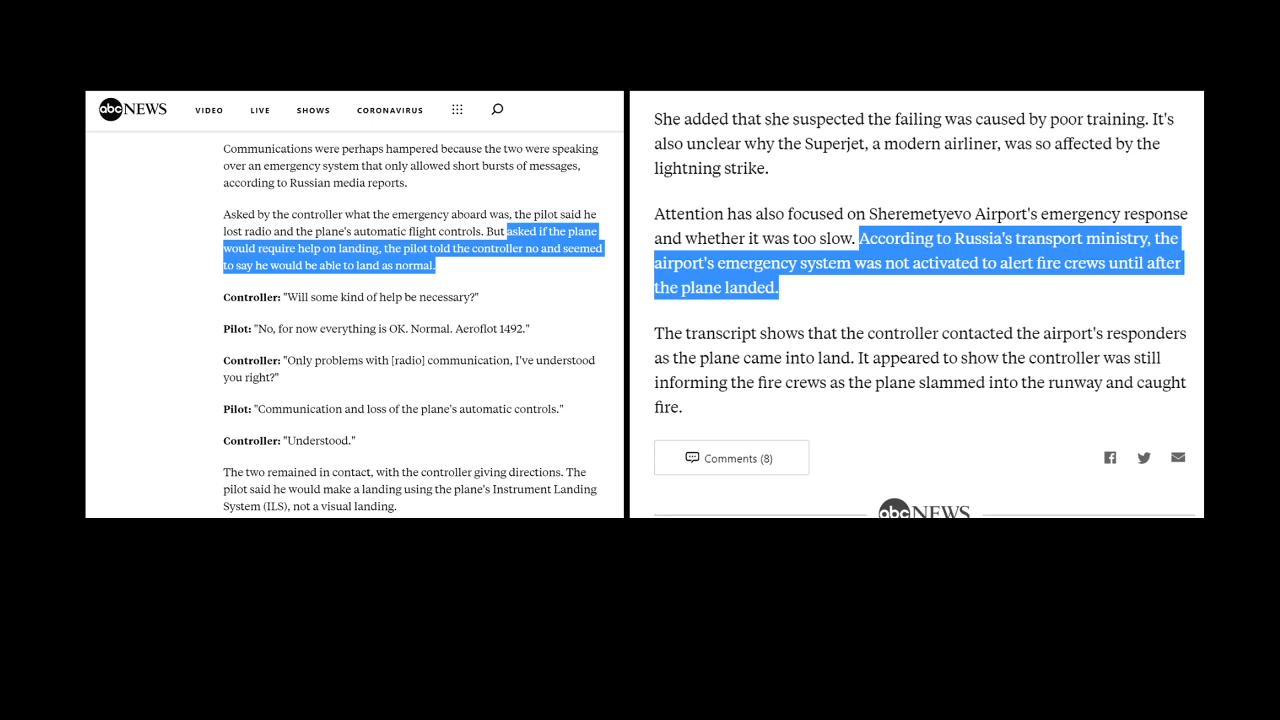 abc NEWS VIDEO LIVE SHOWS CORONAVIRUS
Communications were perhaps hampered because the two were speaking
over an emergency system that only allowed short bursts of messages,
according to Russian media reports.
Asked by the controller what the emergency aboard was, the pilot said he
lost radio and the plane's automatic flight controls. But asked if the plane
would require help on landing, the pilot told the controller no and seemed
to say he would be able to land as normal.
Controller: "Will some kind of help be necessary?"
Pilot: "No, for now everything is OK. Normal. Aeroflot 1492."
Controller: "Only problems with [radio] communication, I've understood
you right?"
Pilot: "Communication and loss of the plane's automatic controls."
Controller: "Understood."
The two remained in contact, with the controller giving directions. The
pilot said he would make a landing using the plane's Instrument Landing
System (ILS), not a visual landing.
She added that she suspected the failing was caused by poor training. It's
also unclear why the Superjet, a modern airliner, was so affected by the
lightning strike.
Attention has also focused on Sheremetyevo Airport's emergency response
and whether it was too slow. According to Russia's transport ministry, the
airport's emergency system was not activated to alert fire crews until after
the plane landed.
The transcript shows that the controller contacted the airport's responders
as the plane came into land. It appeared to show the controller was still
informing the fire crews as the plane slammed into the runway and caught
fire.
Comments (8)
abc NEWS